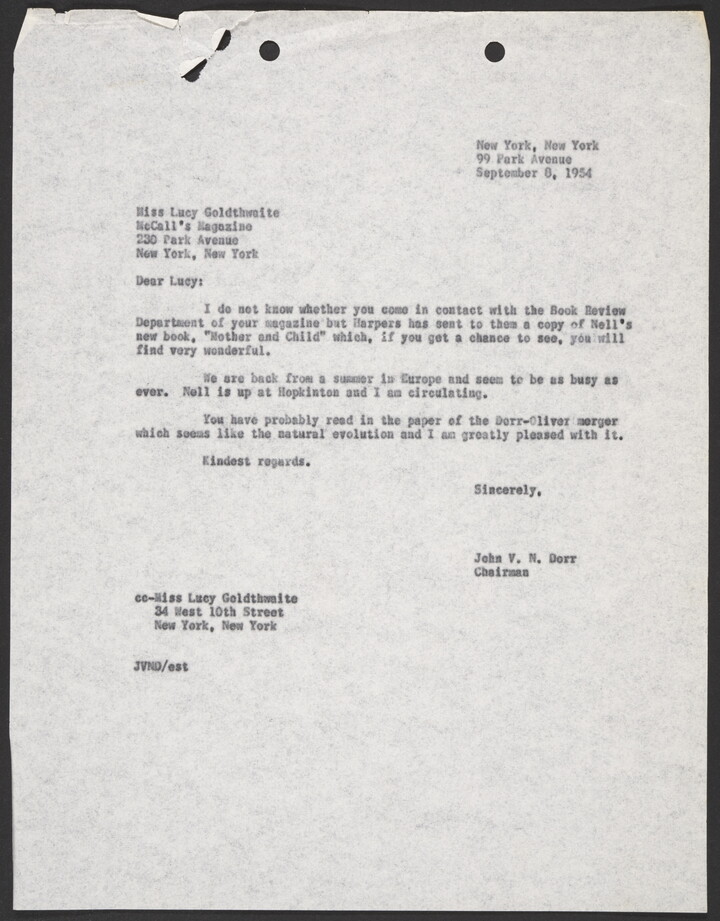 New York, New York
99 Park Avenue
September 8, 1954
Miss Lucy Goldthwaite
McCall's Magazine
230 Park Avenue
New York, New York
Dear Lucy:
I do not know whether you come in contact with the Book Review
Department of your magazine but Harpers has sent to them a copy of Nell's
new book, "Mother and Child" which, if you get a chance to see, you will
find very wonderful.
We are back from a summer in Europe and seem to be as busy as
ever. Nell is up at Hopkinton and I am circulating.
You have probably read in the paper of the Dorr-Oliver merger
which seems like the natural evolution and I am greatly pleased with it.
Kindest regards.
Sincerely,
John V. N. Dorr
Chairman
cc-Miss Lucy Goldthwaite
34 West 10th Street
New York, New York
JVND/est